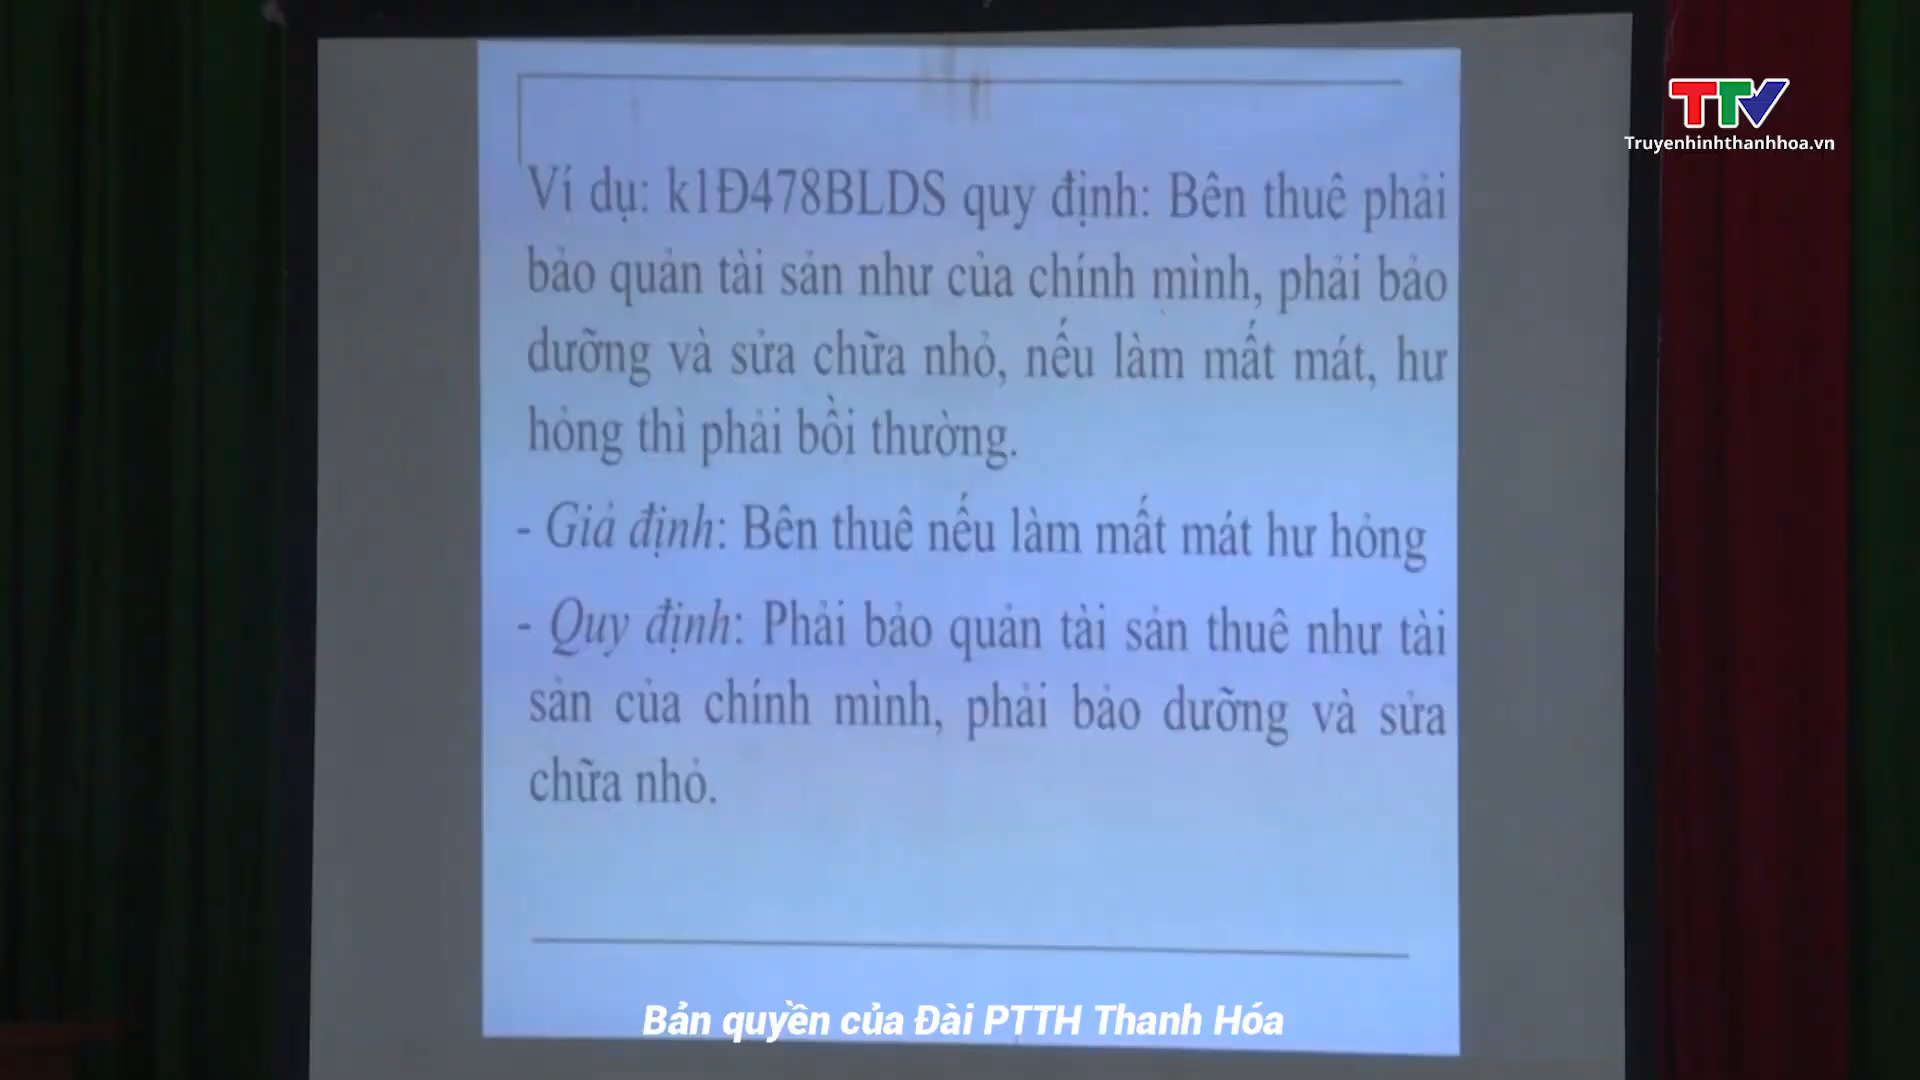 TTV
Truyenhinhthanhhoa.vn
Ví dụ: k1Đ478BLDS quy định: Bên thuê phải
bảo quản tài sản như của chính mình, phải bảo
dưỡng và sửa chữa nhỏ, nếu làm mất mát, hư
hỏng thì phải bồi thường.
- Giả định: Bên thuê nếu làm mất mát hư hỏng
- Quy định: Phải bảo quản tài sản thuê như tài
sản của chính mình, phải bảo dưỡng và sửa
chữa nhỏ.
Bản quyền của Đài PTTH Thanh Hóa